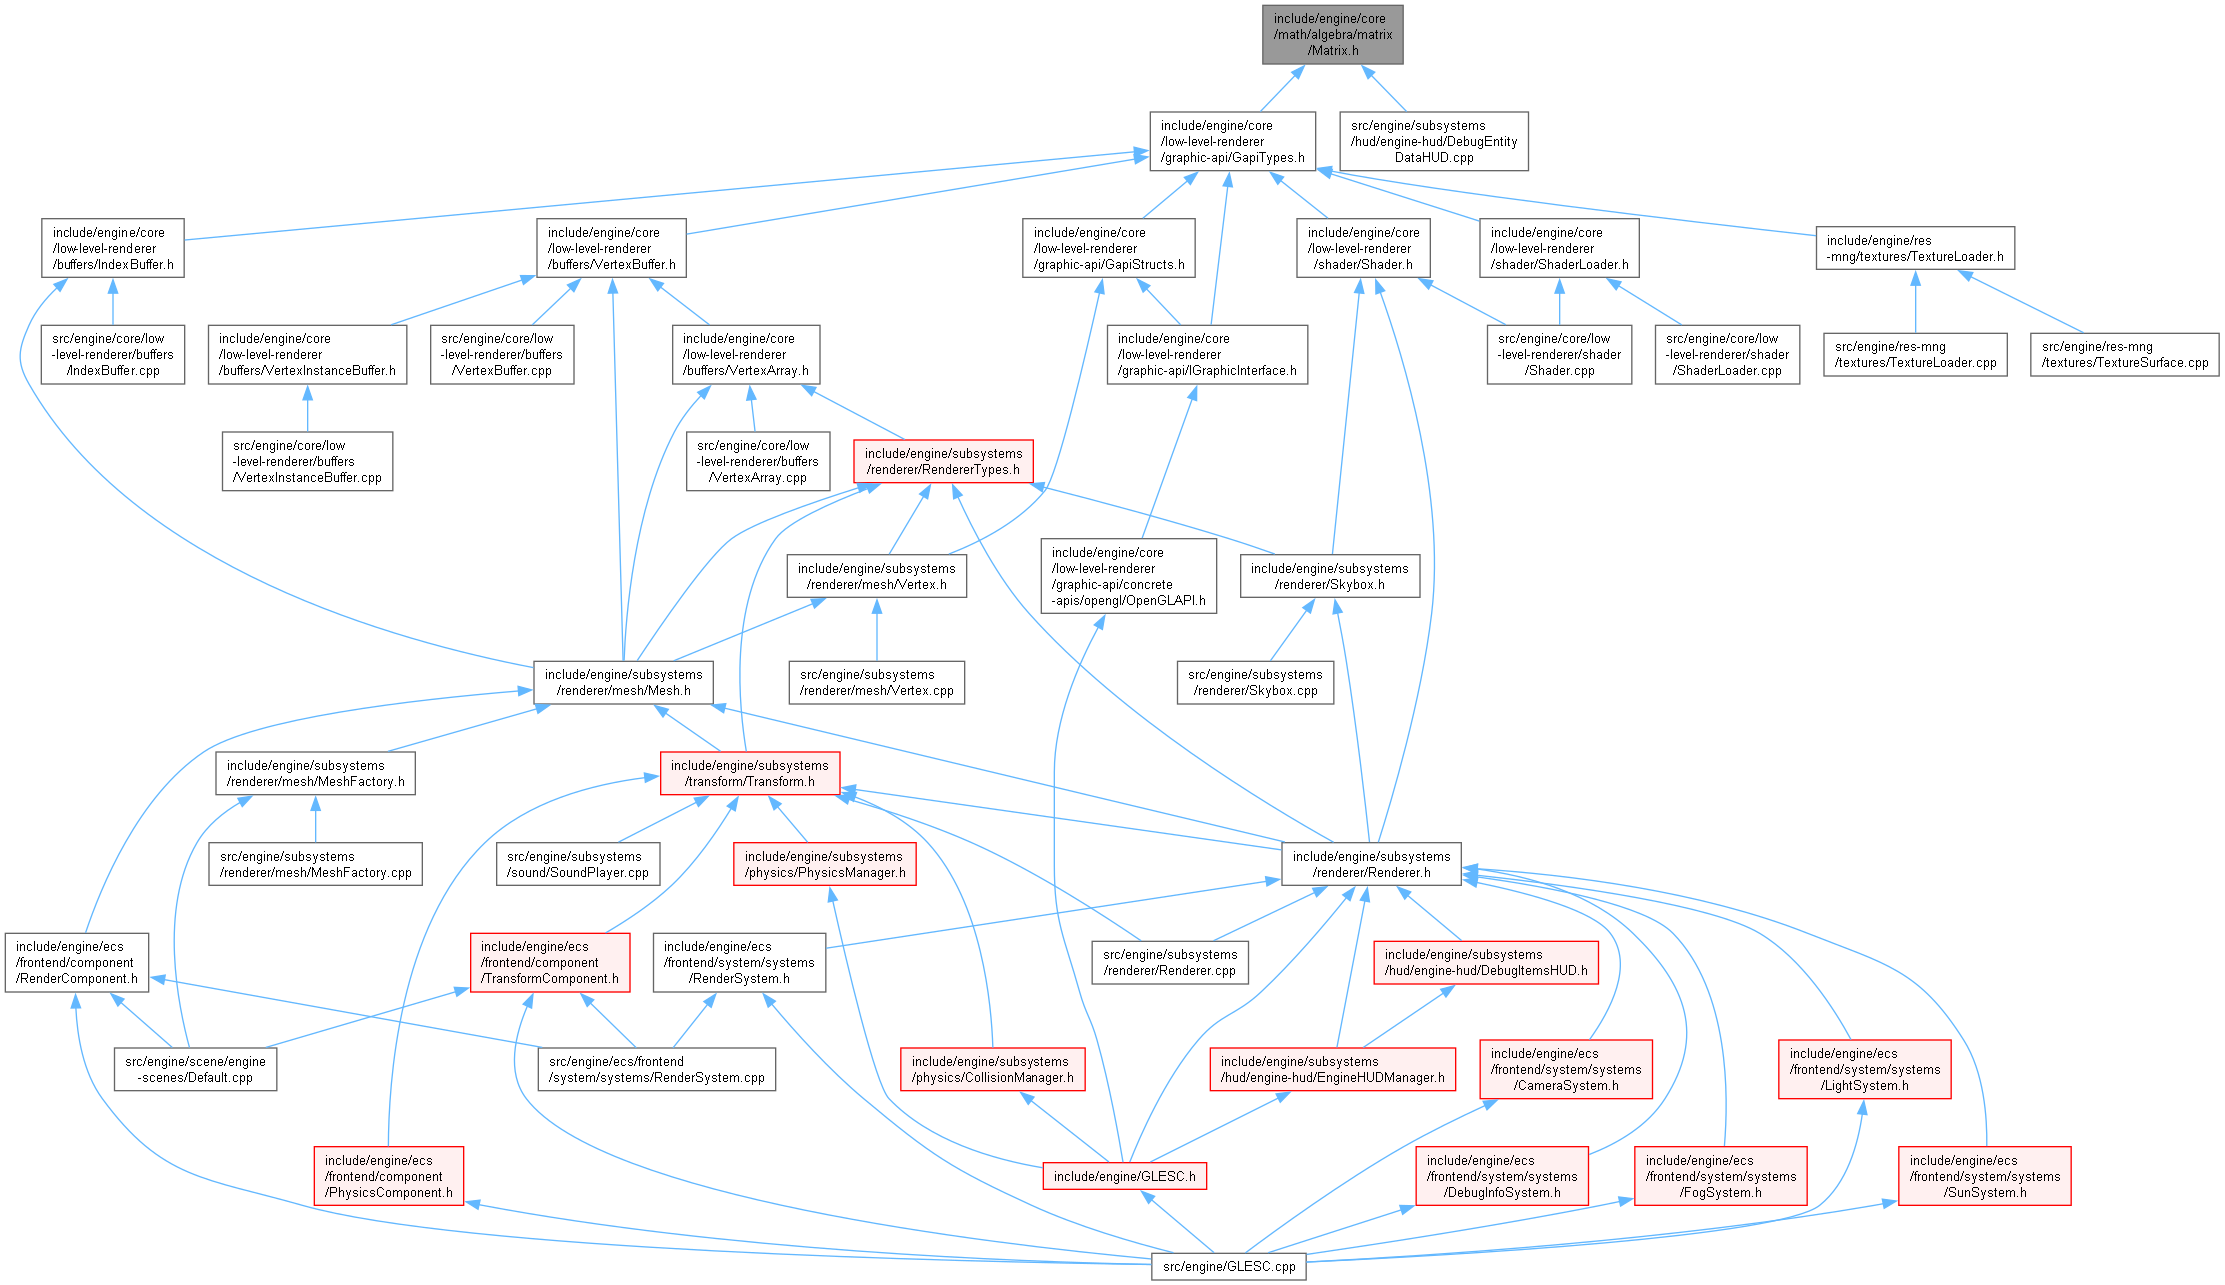 include/engine/core
/math/algebra/matrix
/Matrix.h
include/engine/core
/low-level-renderer
/graphic-api/GapiTypes.h
src/engine/subsystems
/hud/engine-hud/DebugEntity
DataHUD.cpp
include/engine/core
/low-level-renderer
/buffers/IndexBuffer.h
include/engine/core
/low-level-renderer
/buffers/VertexBuffer.h
include/engine/core
/low-level-renderer
/graphic-api/GapiStructs.h
include/engine/core
/low-level-renderer
/shader/Shader.h
include/engine/core
/low-level-renderer
/shader/ShaderLoader.h
include/engine/res
-mng/textures/TextureLoader.h
src/engine/core/low
-level-renderer/buffers
/IndexBuffer.cpp
include/engine/core
/low-level-renderer
/buffers/VertexInstanceBuffer.h
src/engine/core/low
-level-renderer/buffers
/VertexBuffer.cpp
include/engine/core
/low-level-renderer
/buffers/VertexArray.h
include/engine/core
/low-level-renderer
/graphic-api/IGraphicInterface.h
src/engine/core/low
-level-renderer/shader
/Shader.cpp
src/engine/core/low
-level-renderer/shader
/ShaderLoader.cpp
src/engine/res-mng
/textures/TextureLoader.cpp
src/engine/res-mng
/textures/TextureSurface.cpp
src/engine/core/low
-level-renderer/buffers
/VertexInstanceBuffer.cpp
src/engine/core/low
-level-renderer/buffers
/VertexArray.cpp
include/engine/subsystems
/renderer/RendererTypes.h
include/engine/subsystems
/renderer/mesh/Vertex.h
include/engine/core
/low-level-renderer
/graphic-api/concrete
-apis/opengl/OpenGLAPI.h
include/engine/subsystems
/renderer/Skybox.h
include/engine/subsystems
/renderer/mesh/Mesh.h
src/engine/subsystems
/renderer/mesh/Vertex.cpp
src/engine/subsystems
/renderer/Skybox.cpp
include/engine/subsystems
/renderer/mesh/MeshFactory.h
include/engine/subsystems
/transform/Transform.h
src/engine/subsystems
/renderer/mesh/MeshFactory.cpp
src/engine/subsystems
/sound/SoundPlayer.cpp
include/engine/subsystems
/physics/PhysicsManager.h
include/engine/subsystems
/renderer/Renderer.h
include/engine/ecs
/frontend/component
/RenderComponent.h
include/engine/ecs
/frontend/component
/TransformComponent.h
include/engine/ecs
/frontend/system/systems
/RenderSystem.h
src/engine/subsystems
/renderer/Renderer.cpp
include/engine/subsystems
/hud/engine-hud/DebugItemsHUD.h
src/engine/scene/engine
-scenes/Default.cpp
src/engine/ecs/frontend
/system/systems/RenderSystem.cpp
include/engine/subsystems
/physics/CollisionManager.h
include/engine/subsystems
/hud/engine-hud/EngineHUDManager.h
include/engine/ecs
/frontend/system/systems
/CameraSystem.h
include/engine/ecs
/frontend/system/systems
/LightSystem.h
include/engine/ecs
/frontend/component
/PhysicsComponent.h
include/engine/GLESC.h
include/engine/ecs
/frontend/system/systems
/DebugInfoSystem.h
include/engine/ecs
/frontend/system/systems
/FogSystem.h
include/engine/ecs
/frontend/system/systems
/SunSystem.h
src/engine/GLESC.cpp